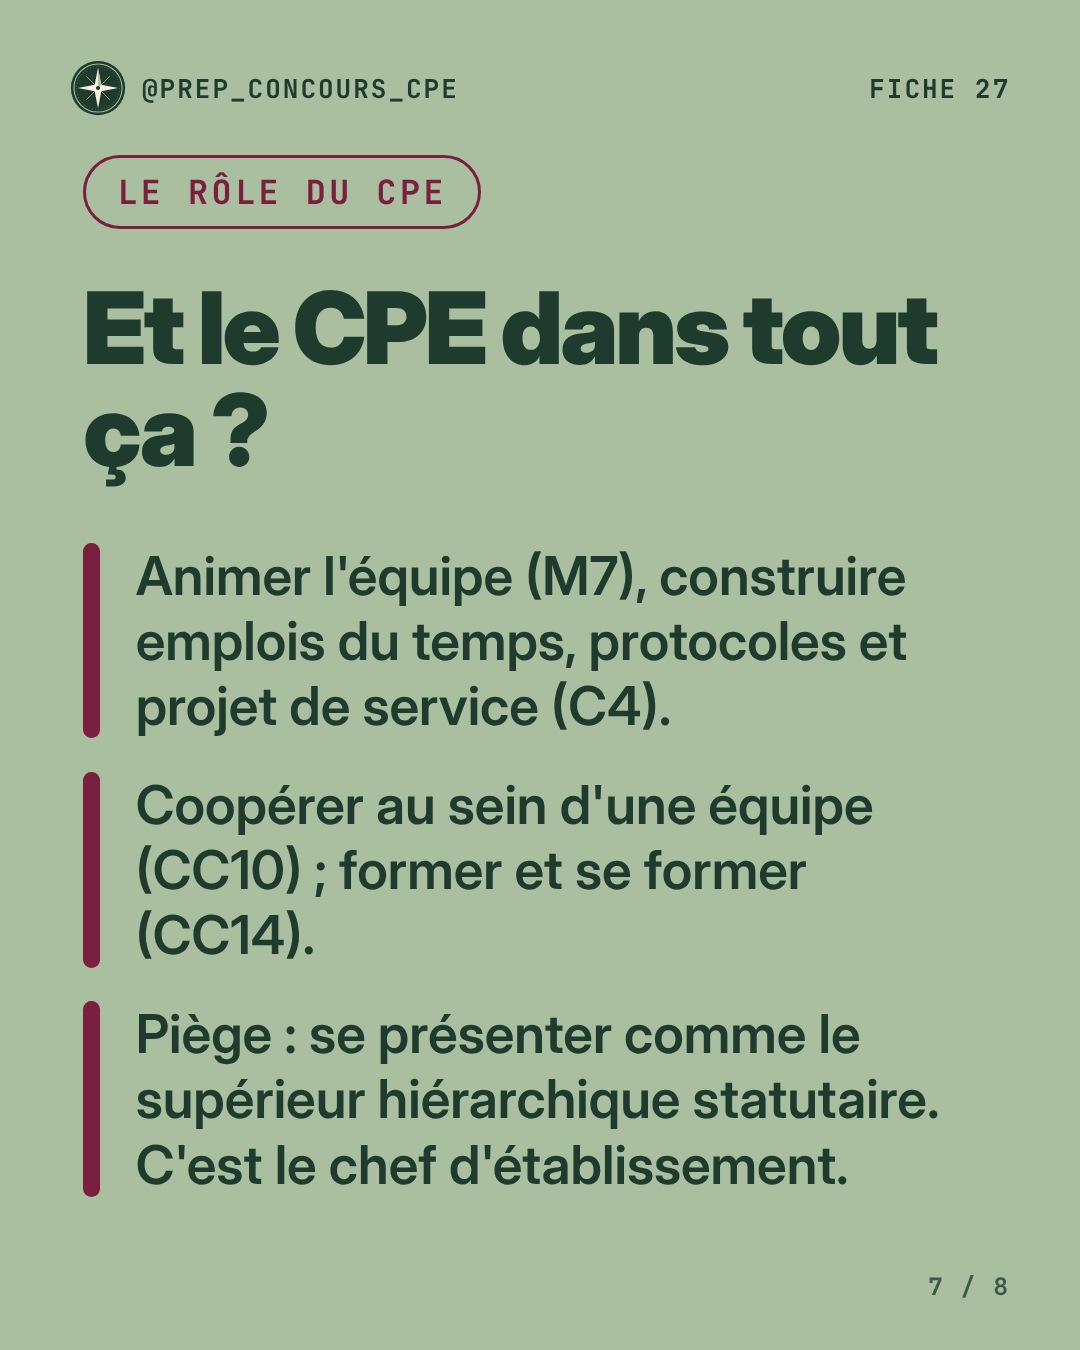 @PREP_CONCOURS_CPE
FICHE 27
LE RÔLE DU CPE
Et le CPE dans tout
ça ?
Animer l'équipe (M7), construire
emplois du temps, protocoles et
projet de service (C4).
Coopérer au sein d'une équipe
(CC10) ; former et se former
(CC14).
Piège : se présenter comme le
supérieur hiérarchique statutaire.
C'est le chef d'établissement.
7 / 8